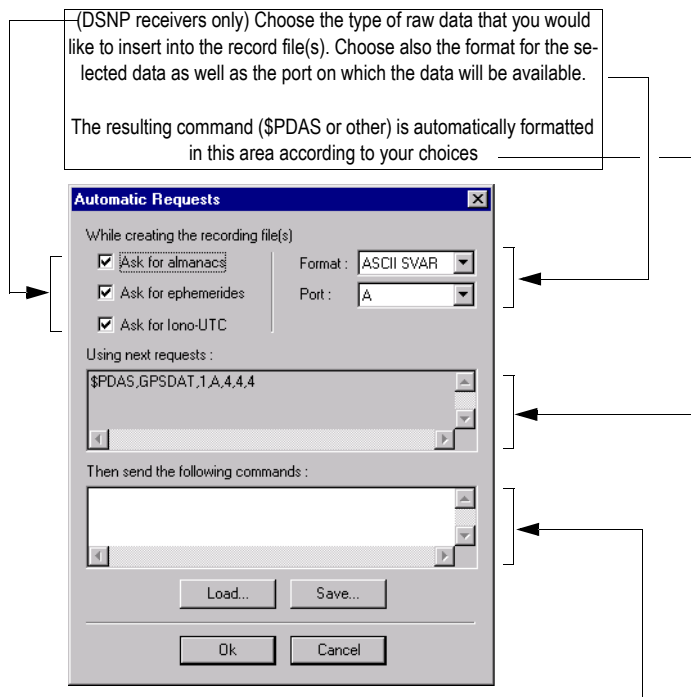 (DSNP receivers only) Choose the type of raw data that you would
like to insert into the record file(s). Choose also the format for the se-
lected data as well as the port on which the data will be available.
The resulting command ($PDAS or other) is automatically formatted
in this area according to your choices
Automatic Requests
While creating the recording file(s)
Ask for almanacs
Format : ASCII SVAR
Ask for ephemerides
Port : A
Ask for Iono-UTC
Using next requests :
$PDAS,GPSDAT,1,A,4,4,4
Then send the following commands :
Load... Save...
Ok Cancel